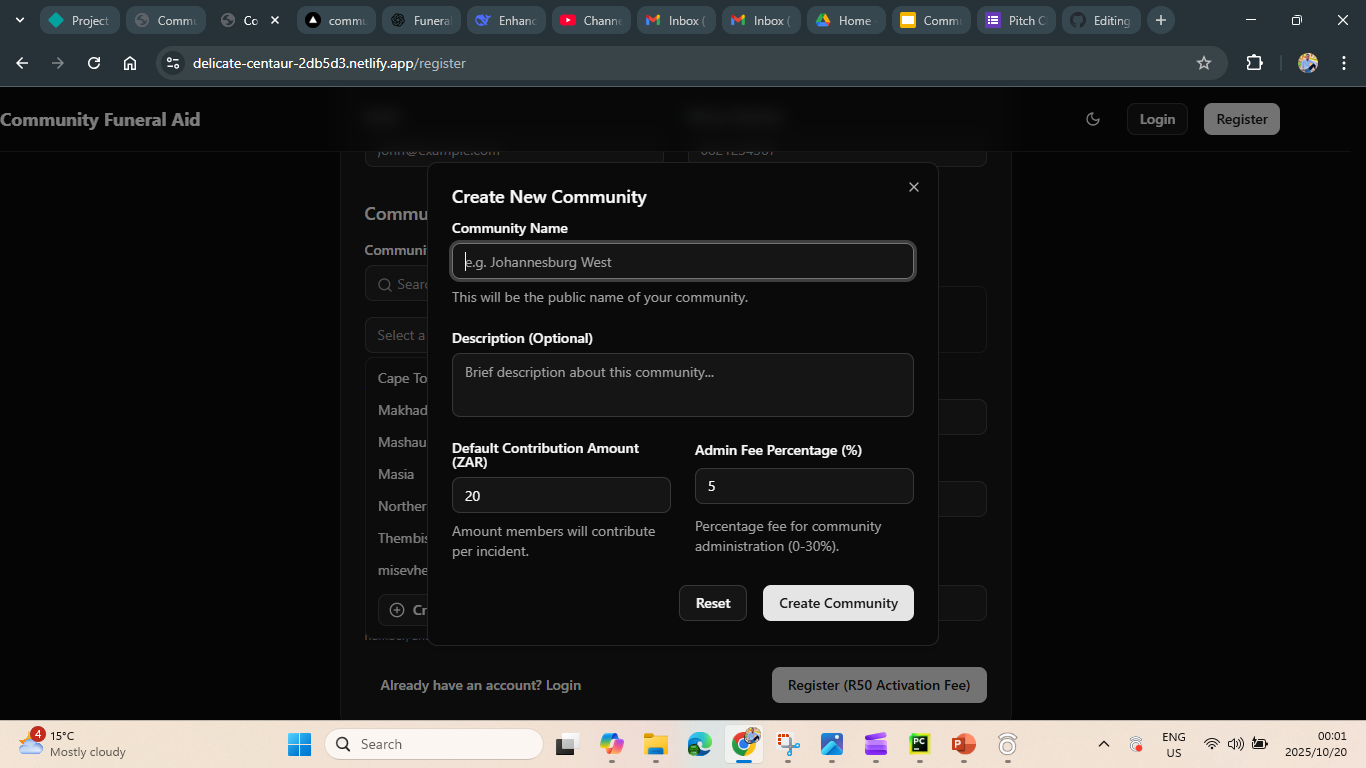 Project
Commu
Co
commu
Funeral
Enhanc
Channe
Inbox (
Inbox (
Home -
Comm
Pitch C
Editing
delicate-centaur-2db5d3.netlify.app/register
Community Funeral Aid
Login
Register
john@example.com
0821234567
Create New Community
Community Name
e.g. Johannesburg West
This will be the public name of your community.
Description (Optional)
Brief description about this community...
Default Contribution Amount
(ZAR)
20
Amount members will contribute
per incident.
Admin Fee Percentage (%)
5
Percentage fee for community
administration (0-30%).
Reset
Create Community
Commu
Communi
Sear
Select a
Cape To
Makhad
Mashau
Masia
Northern
Thembis
misevhe
Cr
Already have an account? Login
Register (R50 Activation Fee)
4
15°C
Mostly cloudy
Search
PC
P
ENG
US
00:01
2025/10/20